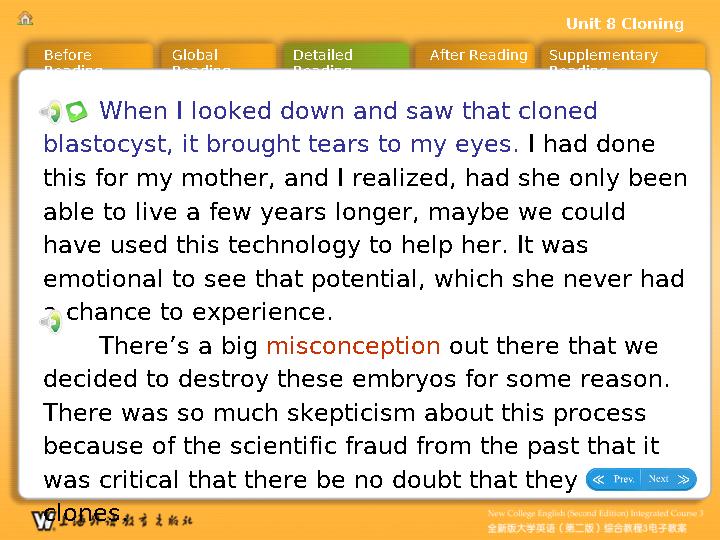 Unit 8 Cloning
Before Reading
Global Reading
Detailed Reading
After Reading
Supplementary Reading
When I looked down and saw that cloned
blastocyst, it brought tears to my eyes. I had done
this for my mother, and I realized, had she only been
able to live a few years longer, maybe we could
have used this technology to help her. It was
emotional to see that potential, which she never had
a chance to experience.
There’s a big misconception out there that we
decided to destroy these embryos for some reason.
There was so much skepticism about this process
because of the scientific fraud from the past that it
was critical that there be no doubt that they
clones
Prev. Next
上海外语教育出版社
New College English (Second Edition) Integrated Course 3
全新版大学英语（第二版）综合教程3电子教案